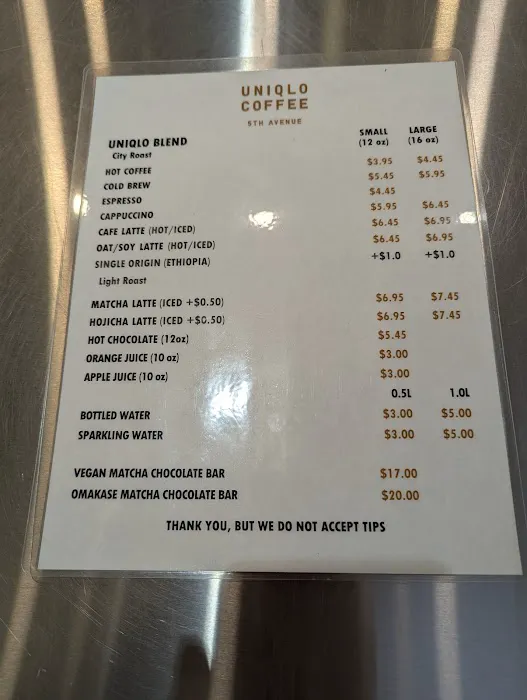 UNIQLO
COFFEE
5TH AVENUE
SMALL LARGE
UNIQLO BLEND (12 oz) (16 oz)
City Roast
HOT COFFEE $3.95 $4.45
COLD BREW $5.45 $5.95
ESPRESSO $4.45
CAPPUCCINO $5.95 $6.45
CAFE LATTE (HOT/ICED) $6.45 $6.95
OAT/SOY LATTE (HOT/ICED) $6.45 $6.95
SINGLE ORIGIN (ETHIOPIA) +$1.0 +$1.0
Light Roast
MATCHA LATTE (ICED +$0.50) $6.95 $7.45
HOJICHA LATTE (ICED +$0.50) $6.95 $7.45
HOT CHOCOLATE (12oz) $5.45
ORANGE JUICE (10 oz) $3.00
APPLE JUICE (10 oz) $3.00
0.5L 1.0L
BOTTLED WATER $3.00 $5.00
SPARKLING WATER $3.00 $5.00
VEGAN MATCHA CHOCOLATE BAR $17.00
OMAKASE MATCHA CHOCOLATE BAR $20.00
THANK YOU, BUT WE DO NOT ACCEPT TIPS